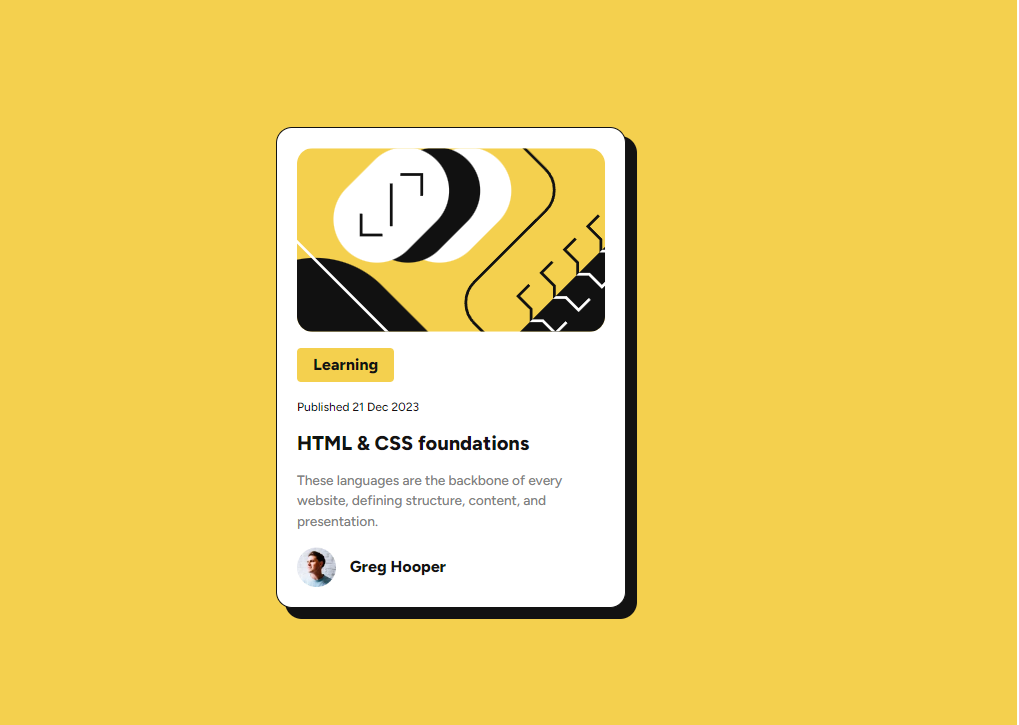 Learning
Published 21 Dec 2023
HTML & CSS foundations
These languages are the backbone of every
website, defining structure, content, and
presentation.
Greg Hooper